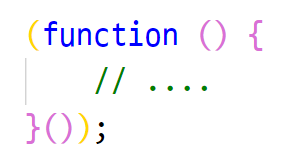 (function () {
    // ....
}());